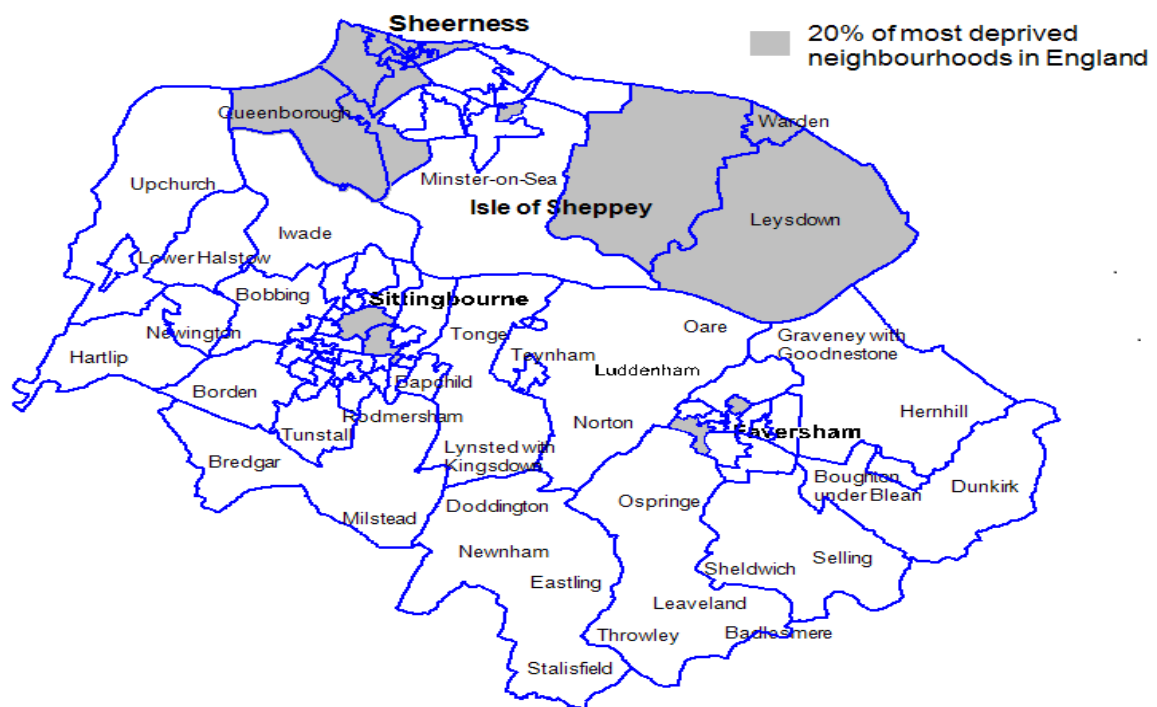 Sheerness
20% of most deprived
neighbourhoods in England
Queenborough
Warden
Upchurch
Minster-on-Sea
Isle of Sheppey
Leysdown
Iwade
Lower Halstow
Bobbing
Sittingbourne
Newington
Tonge
Oare
Graveney with
Goodnestone
Hartlip
Teynham
Luddenham
Borden
Bapchild
Rodmersham
Hernhill
Tunstall
Norton
Faversham
Bredgar
Lynsted with
Kingsdown
Boughton
under Blean
Dunkirk
Doddington
Ospringe
Milstead
Newnham
Selling
Sheldwich
Eastling
Leaveland
Throwley
Badlesmere
Stalisfield